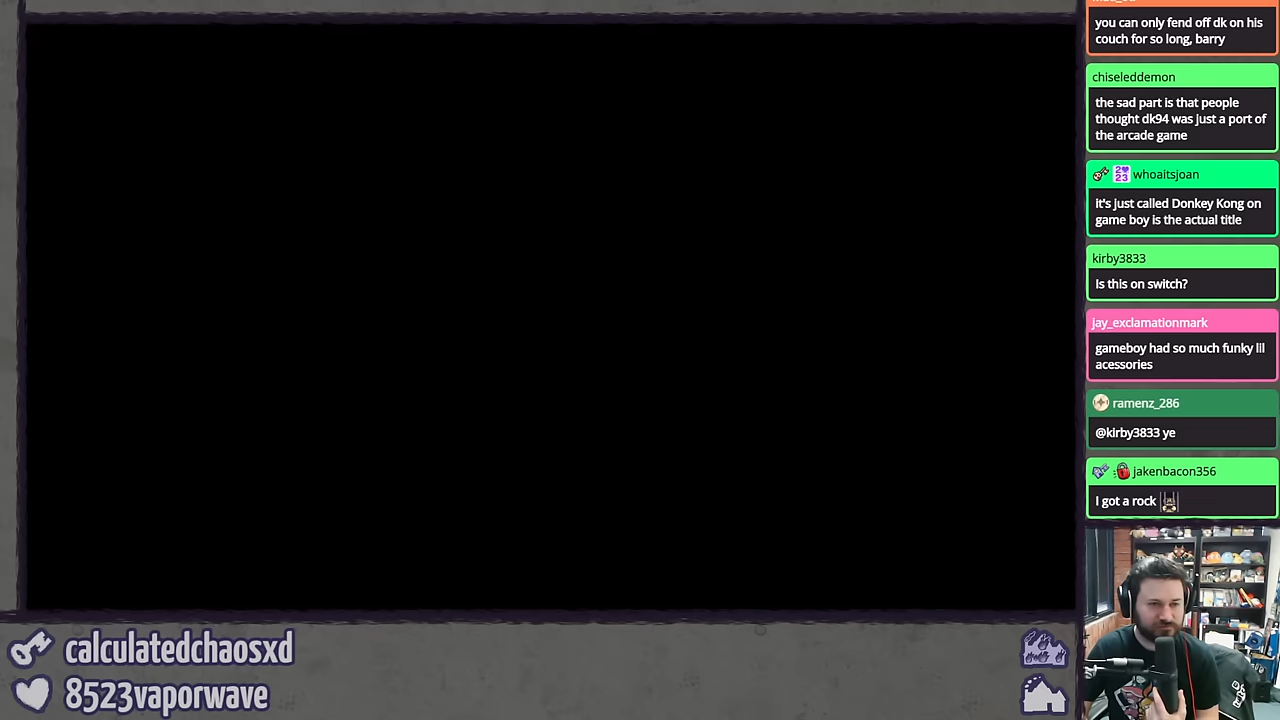 you can only fend off dk on his
couch for so long, barry
chiseleddemon
the sad part is that people
thought dk94 was just a port of
the arcade game
whoaitsjoan
it's just called Donkey Kong on
game boy is the actual title
kirby3833
Is this on switch?
jay_exclamationmark
gameboy had so much funky lil
acessories
ramenz_286
@kirby3833 ye
jakenbacon356
I got a rock
calculatedchaosxd
8523vaporwave